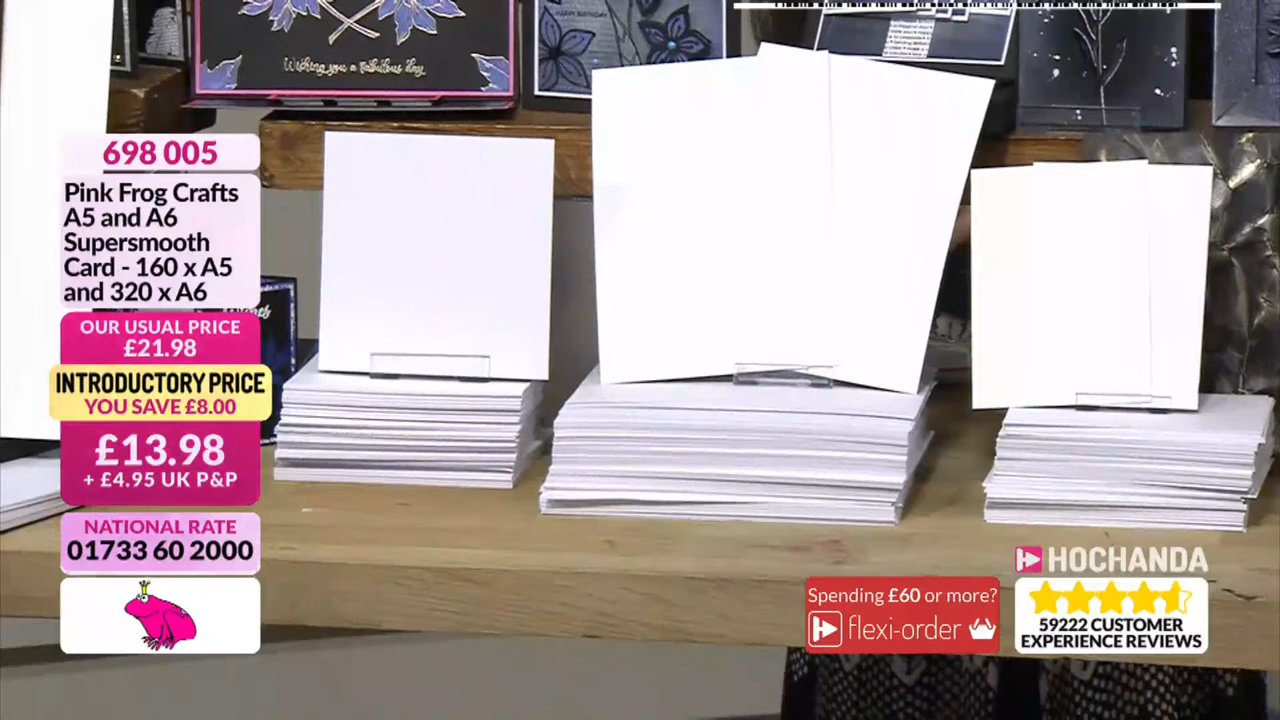 HAPPY BIRTHDAY
Wishing you a fabulous day
698 005
Pink Frog Crafts
A5 and A6
Supersmooth
Card - 160 x A5
and 320 x A6
OUR USUAL PRICE
£21.98
INTRODUCTORY PRICE
YOU SAVE £8.00
£13.98
+ £4.95 UK P&P
NATIONAL RATE
01733 60 2000
HOCHANDA
Spending £60 or more?
flexi-order
59222 CUSTOMER
EXPERIENCE REVIEWS